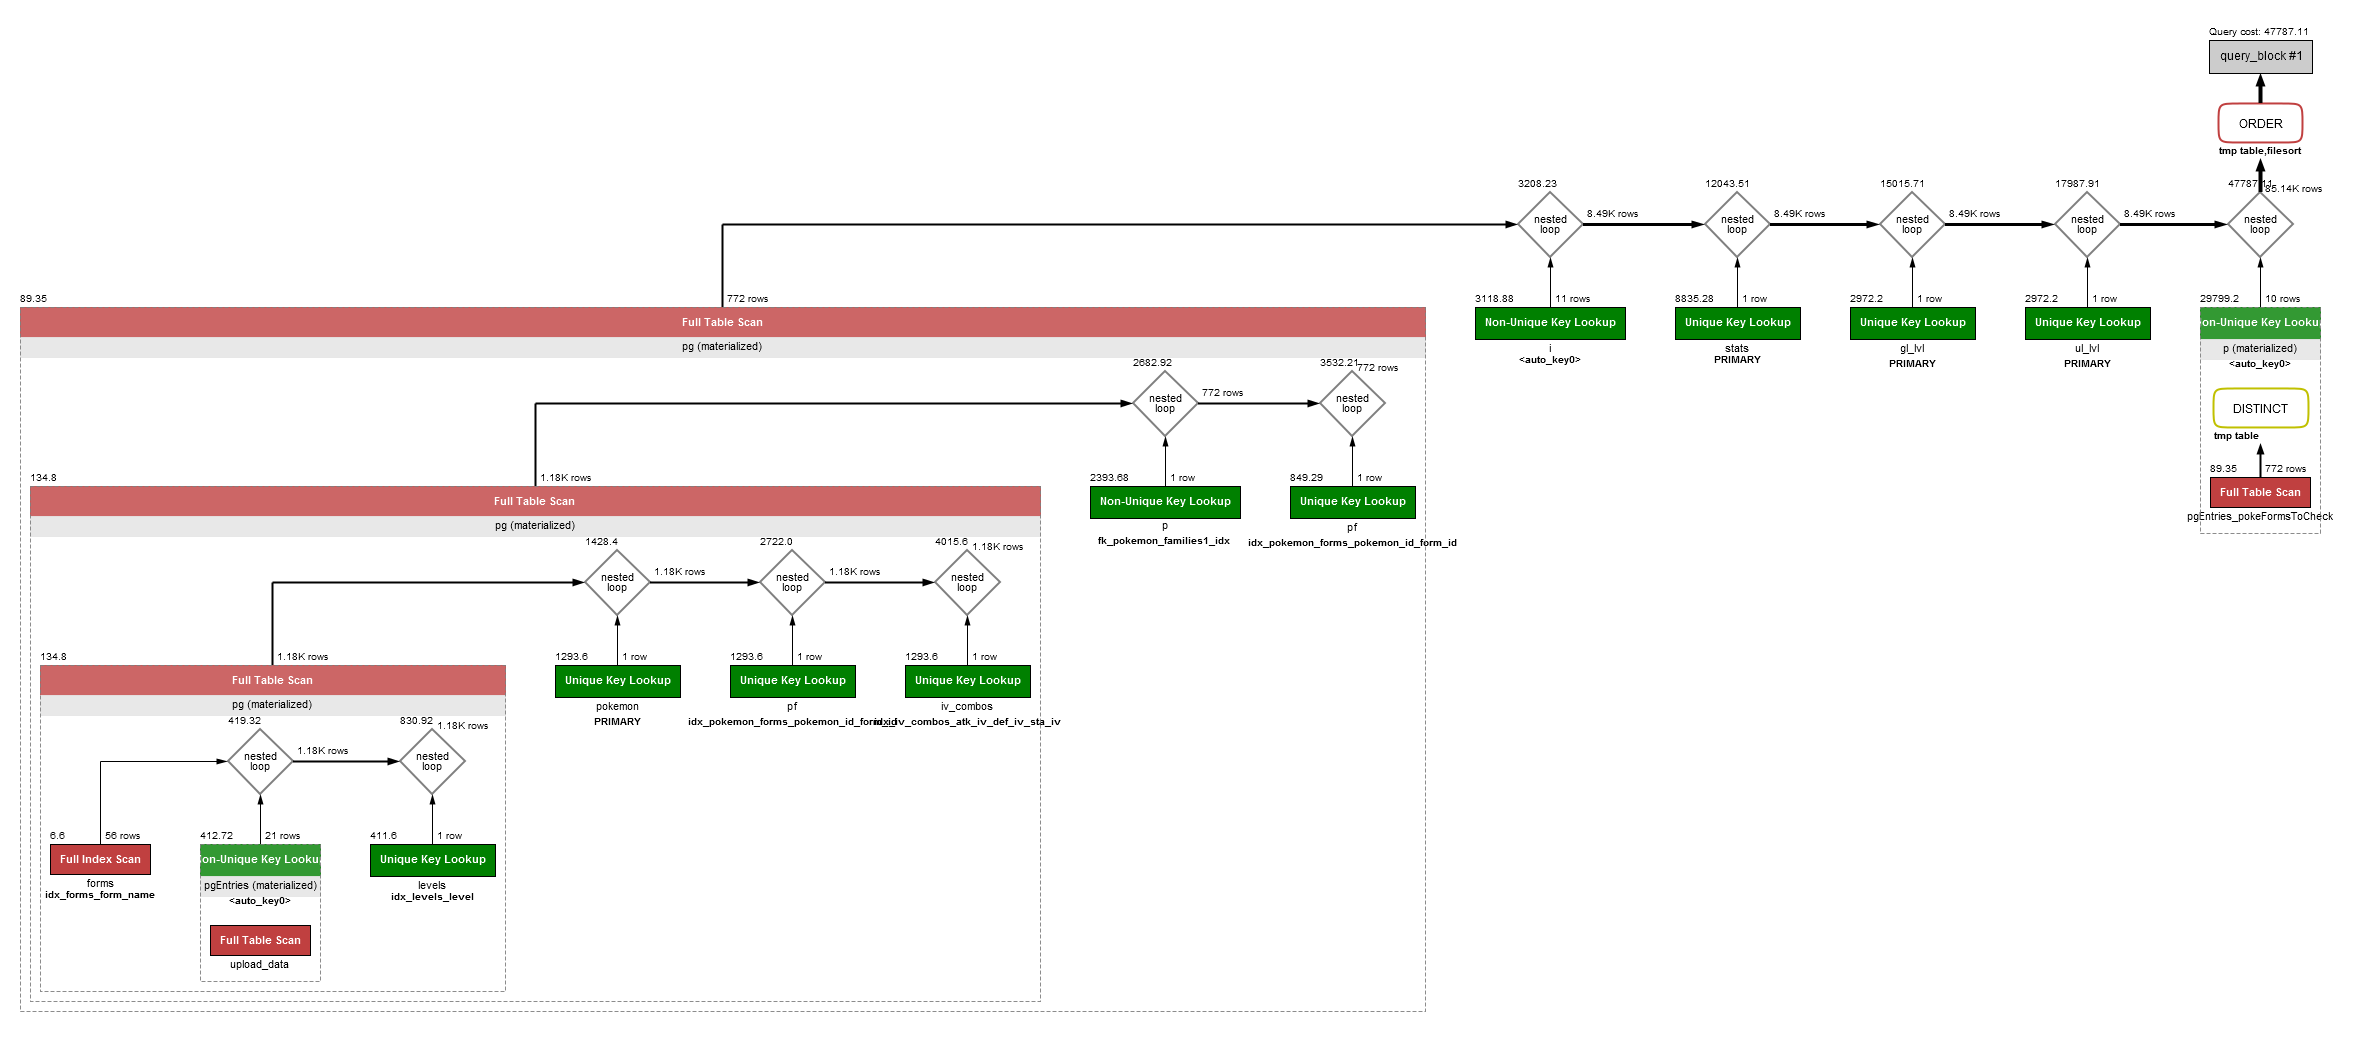 Query cost: 47787.11
query_block #1
ORDER
tmp table,filesort
3208.23
12043.51
15015.71
17987.91
85.14K rows
nested
loop
8.49K rows
nested
loop
8.49K rows
nested
loop
8.49K rows
nested
loop
8.49K rows
nested
loop
89.35
772 rows
3118.88
11 rows
8835.28
1 row
2972.2
1 row
2972.2
1 row
29799.2
10 rows
Full Table Scan
Non-Unique Key Lookup
Unique Key Lookup
Unique Key Lookup
Unique Key Lookup
on-Unique Key Looku
pg (materialized)
i
<auto_key0>
stats
PRIMARY
gl_lvl
PRIMARY
ul_lvl
PRIMARY
p (materialized)
<auto_key0>
DISTINCT
tmp table
89.35
772 rows
Full Table Scan
pgEntries_pokeFormsToCheck
2682.92
3532.21
772 rows
nested
loop
772 rows
nested
loop
134.8
1.18K rows
2393.68
1 row
849.29
1 row
Full Table Scan
Non-Unique Key Lookup
Unique Key Lookup
pg (materialized)
p
fk_pokemon_families1_idx
pf
idx_pokemon_forms_pokemon_id_form_id
1428.4
2722.0
4015.6
1.18K rows
nested
loop
1.18K rows
nested
loop
1.18K rows
nested
loop
134.8
1.18K rows
1293.6
1 row
1293.6
1 row
1293.6
1 row
Full Table Scan
Unique Key Lookup
Unique Key Lookup
Unique Key Lookup
pg (materialized)
pokemon
PRIMARY
pf
iv_combos
419.32
830.92
1.18K rows
nested
loop
1.18K rows
nested
loop
6.6
56 rows
412.72
21 rows
411.6
1 row
Full Index Scan
on-Unique Key Looku
Unique Key Lookup
forms
idx_forms_form_name
pgEntries (materialized)
<auto_key0>
levels
idx_levels_level
Full Table Scan
upload_data